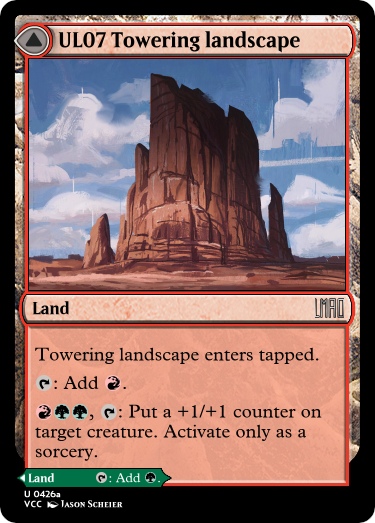 UL07 Towering landscape
Land
LMAO
Towering landscape enters tapped.
: Add .
, : Put a +1/+1 counter on
target creature. Activate only as a
sorcery.
Land : Add .
U 0426a
VCC Jason Scheier